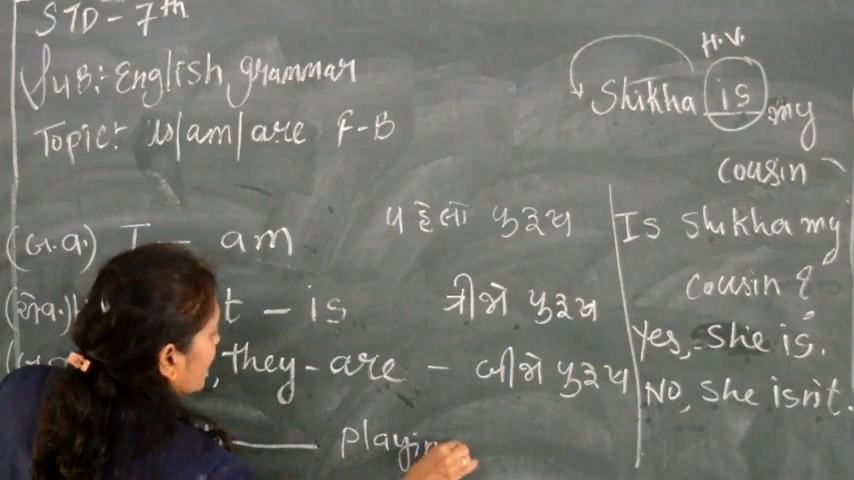 STD - 7th
Sub:- English grammar
Topic:- is/am/are F-B
(બ.વ.) I - am પહેલો પુરુષ
(એ.વ.) t - is ત્રીજો પુરુષ
, they - are - બીજો પુરુષ
playin
H.V.
Shikha is my
cousin
Is Shikha my
cousin ?
Yes, She is.
No, She isn't.